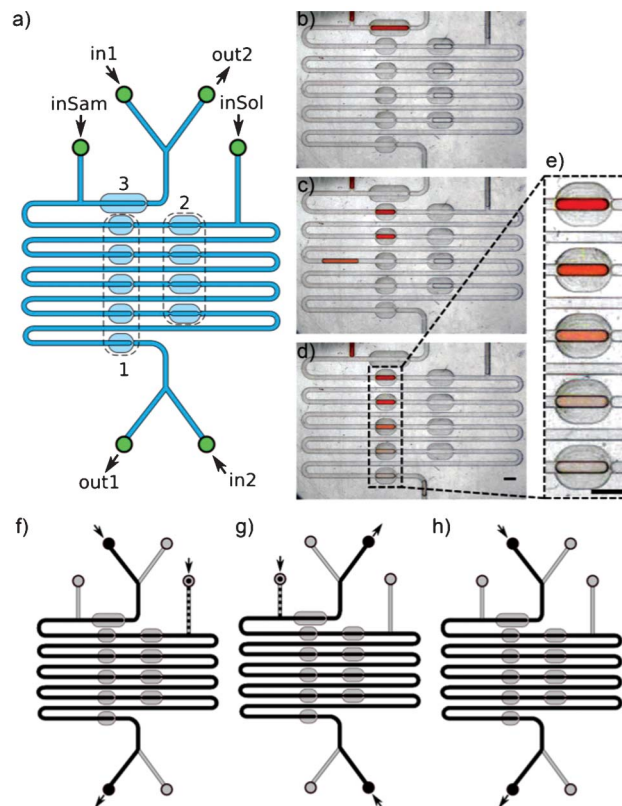 a)
in1
out2
inSam
inSol
3
2
1
out1
in2
b)
c)
d)
e)
f)
g)
h)